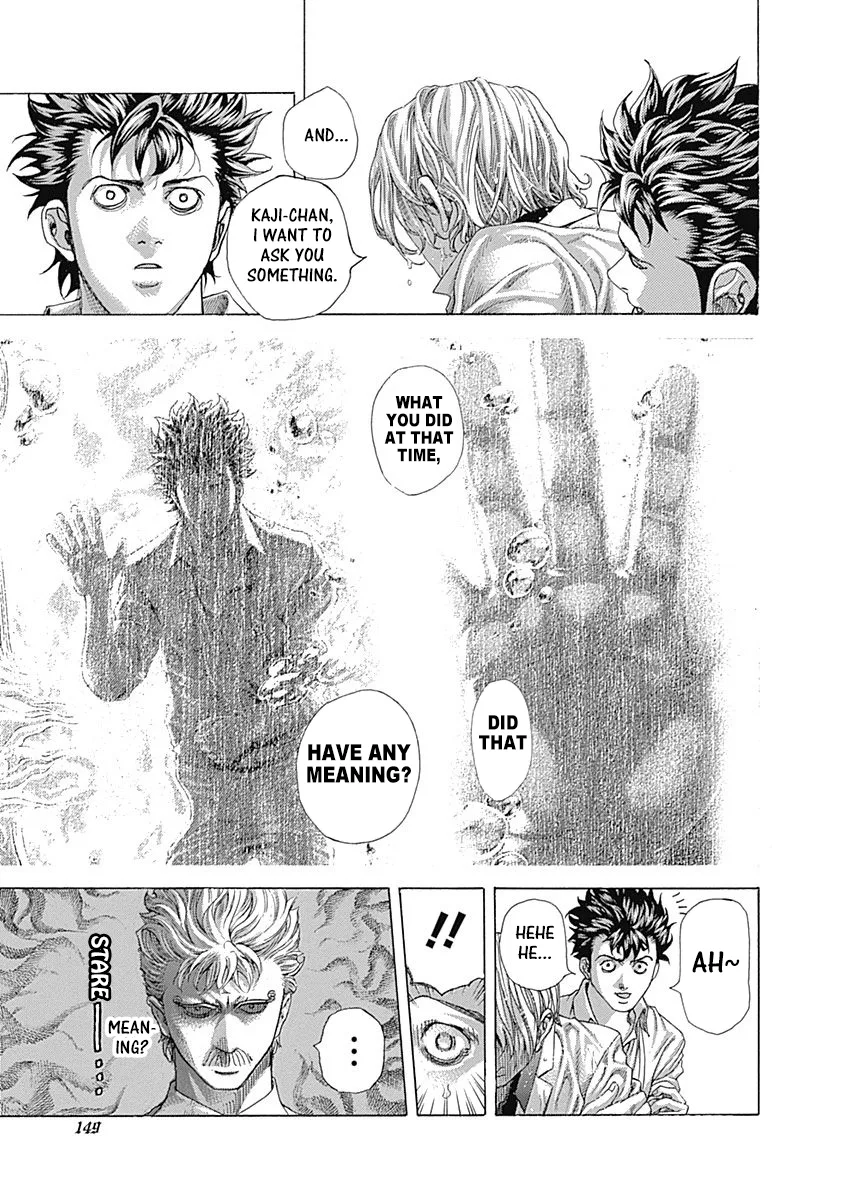 AND...
KAJI-CHAN,
I WANT TO
ASK YOU
SOMETHING.
WHAT
YOU DID
AT THAT
TIME,
DID
THAT
HAVE ANY
MEANING?
AH~
HEHE
HE...
!!
...
MEAN-
ING?
STARE—...
149